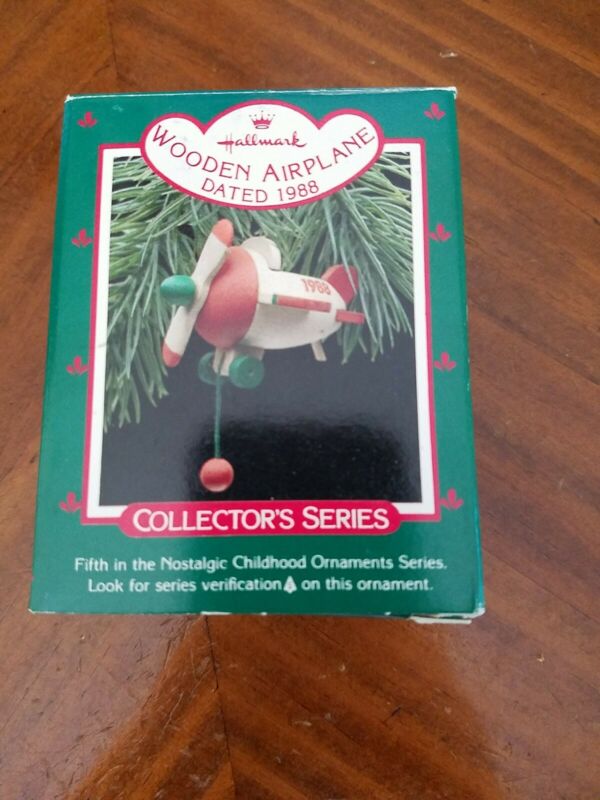 Hallmark
WOODEN AIRPLANE
DATED 1988
1988
COLLECTOR'S SERIES
Fifth in the Nostalgic Childhood Ornaments Series.
Look for series verification on this ornament.